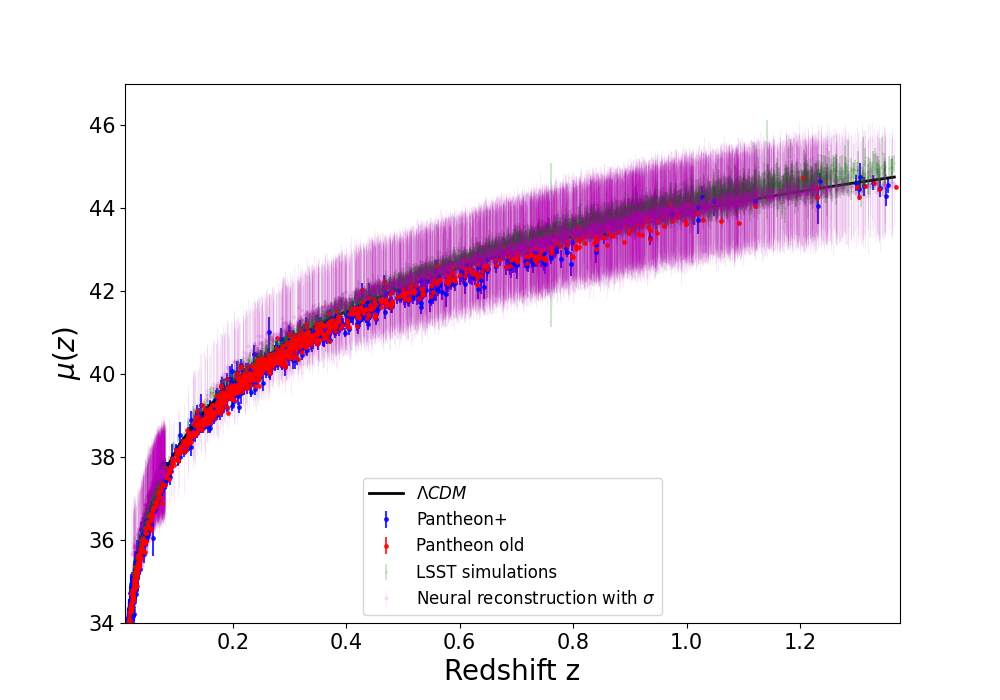 46
44
42
40
38
36
34
μ(z)
ΛCDM
Pantheon+
Pantheon old
LSST simulations
Neural reconstruction with σ
0.2 0.4 0.6 0.8 1.0 1.2
Redshift z